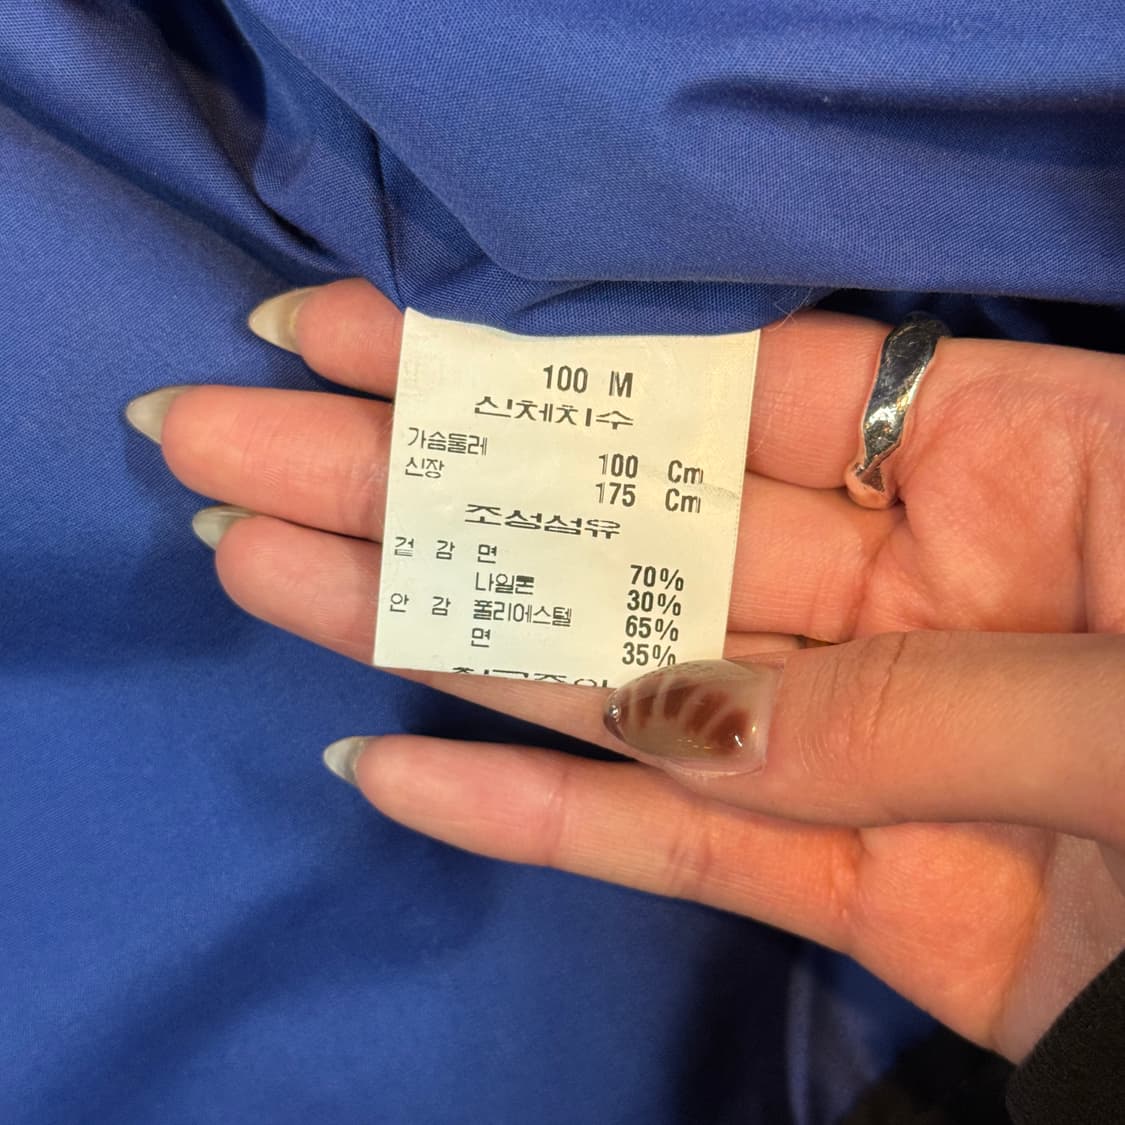 100 M
신체치수
가슴둘레 100 Cm
신장 175 Cm
조성섬유
겉 감 면 70%
나일론 30%
안 감 폴리에스텔 65%
면 35%